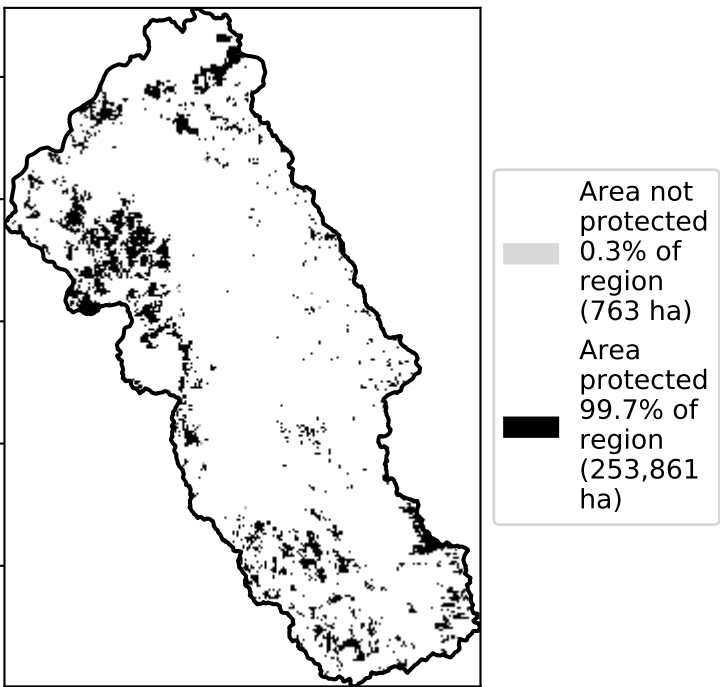 Area not
protected
0.3% of
region
(763 ha)
Area
protected
99.7% of
region
(253,861
ha)